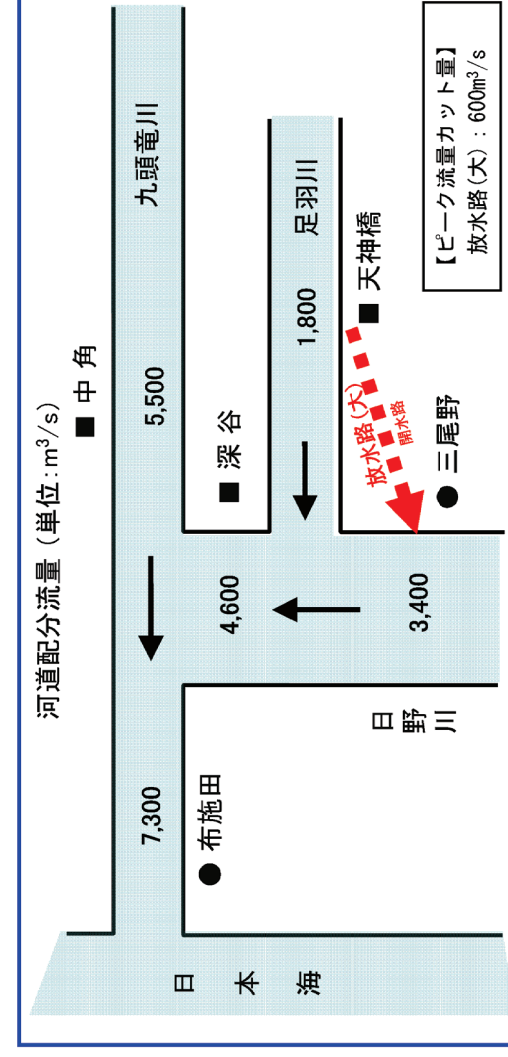 河道配分流量（単位：m³/s）
■中角
九頭竜川
5,500
7,300
●布施田
■深谷
4,600
足羽川
1,800
■天神橋
放水路(大)
開水路
●三尾野
3,400
日野川
日本海
【ピーク流量カット量】
放水路(大)：600m³/s